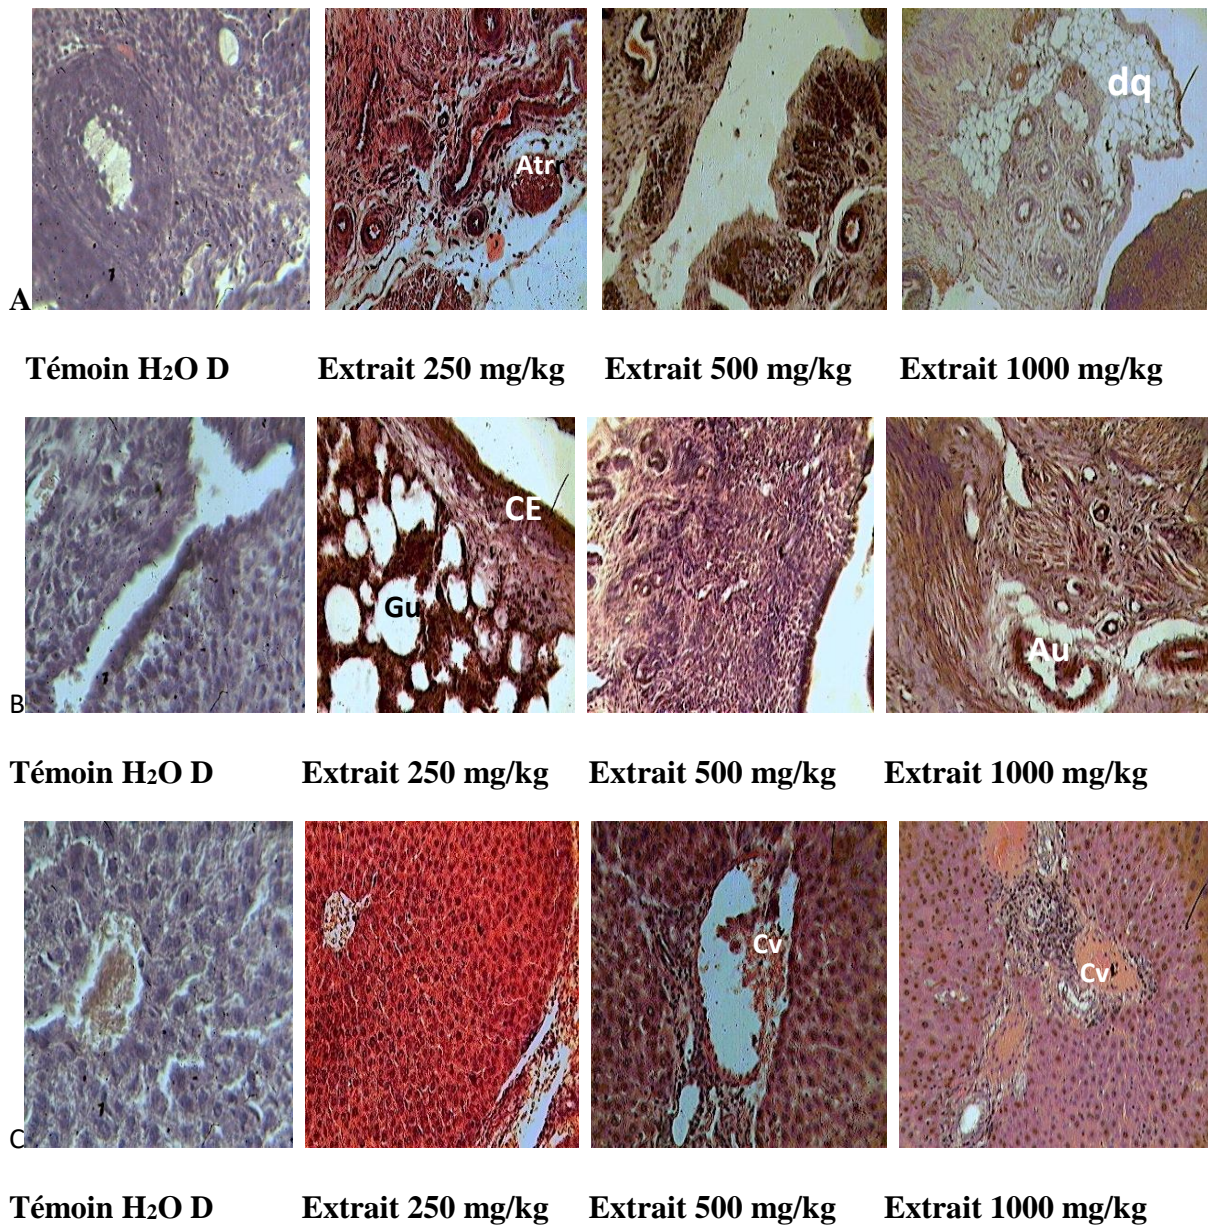 Atr
dq
A
Témoin H2O D Extrait 250 mg/kg Extrait 500 mg/kg Extrait 1000 mg/kg
CE
Gu
Au
B
Témoin H2O D Extrait 250 mg/kg Extrait 500 mg/kg Extrait 1000 mg/kg
Cv
Cv
C
Témoin H2O D Extrait 250 mg/kg Extrait 500 mg/kg Extrait 1000 mg/kg